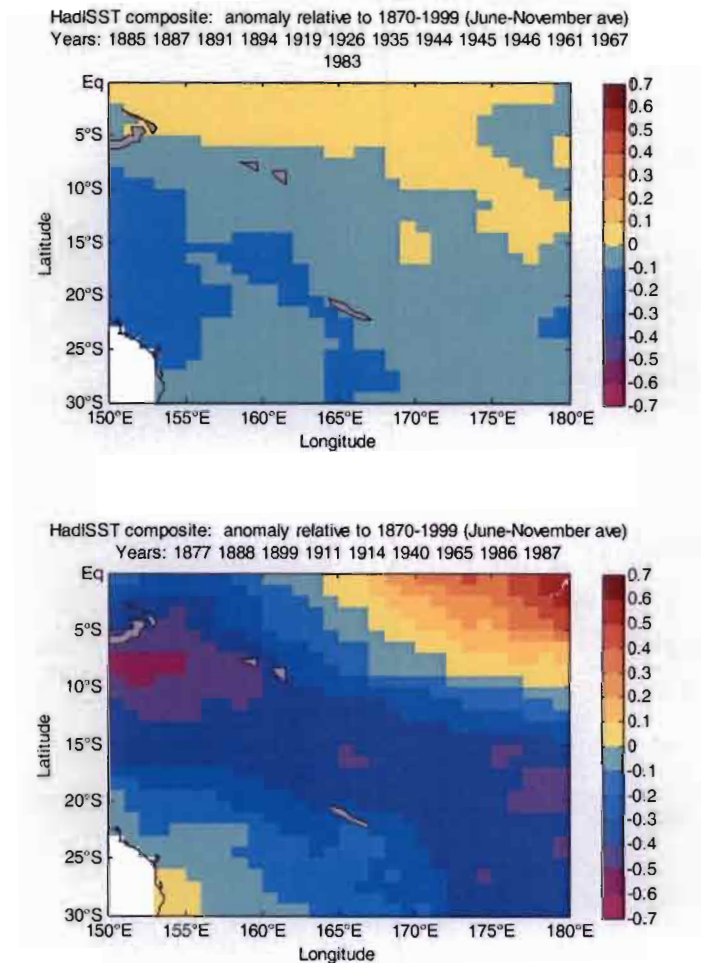 HadISST composite: anomaly relative to 1870-1999 (June-November ave)
Years: 1885 1887 1891 1894 1919 1926 1935 1944 1945 1946 1961 1967
1983
Eq
5°S
10°S
15°S
20°S
25°S
30°S
Latitude
150°E
155°E
160°E
165°E
170°E
175°E
180°E
Longitude
0.7
0.6
0.5
0.4
0.3
0.2
0.1
0
-0.1
-0.2
-0.3
-0.4
-0.5
-0.6
-0.7
HadISST composite: anomaly relative to 1870-1999 (June-November ave)
Years: 1877 1888 1899 1911 1914 1940 1965 1986 1987
Eq
5°S
10°S
15°S
20°S
25°S
30°S
Latitude
150°E
155°E
160°E
165°E
170°E
175°E
180°E
Longitude
0.7
0.6
0.5
0.4
0.3
0.2
0.1
0
-0.1
-0.2
-0.3
-0.4
-0.5
-0.6
-0.7